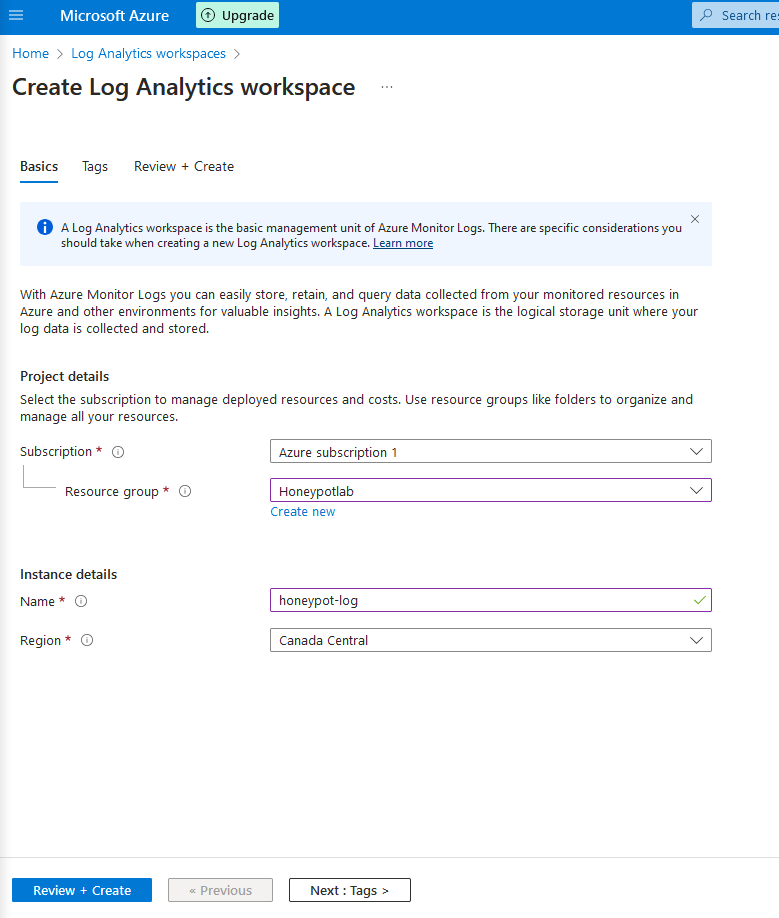 Microsoft Azure
Upgrade
Search res
Home > Log Analytics workspaces >
Create Log Analytics workspace ...
Basics Tags Review + Create
A Log Analytics workspace is the basic management unit of Azure Monitor Logs. There are specific considerations you
should take when creating a new Log Analytics workspace. Learn more
With Azure Monitor Logs you can easily store, retain, and query data collected from your monitored resources in
Azure and other environments for valuable insights. A Log Analytics workspace is the logical storage unit where your
log data is collected and stored.
Project details
Select the subscription to manage deployed resources and costs. Use resource groups like folders to organize and
manage all your resources.
Subscription * Azure subscription 1
Resource group * Honeypotlab
Create new
Instance details
Name * honeypot-log
Region * Canada Central
Review + Create « Previous Next : Tags >